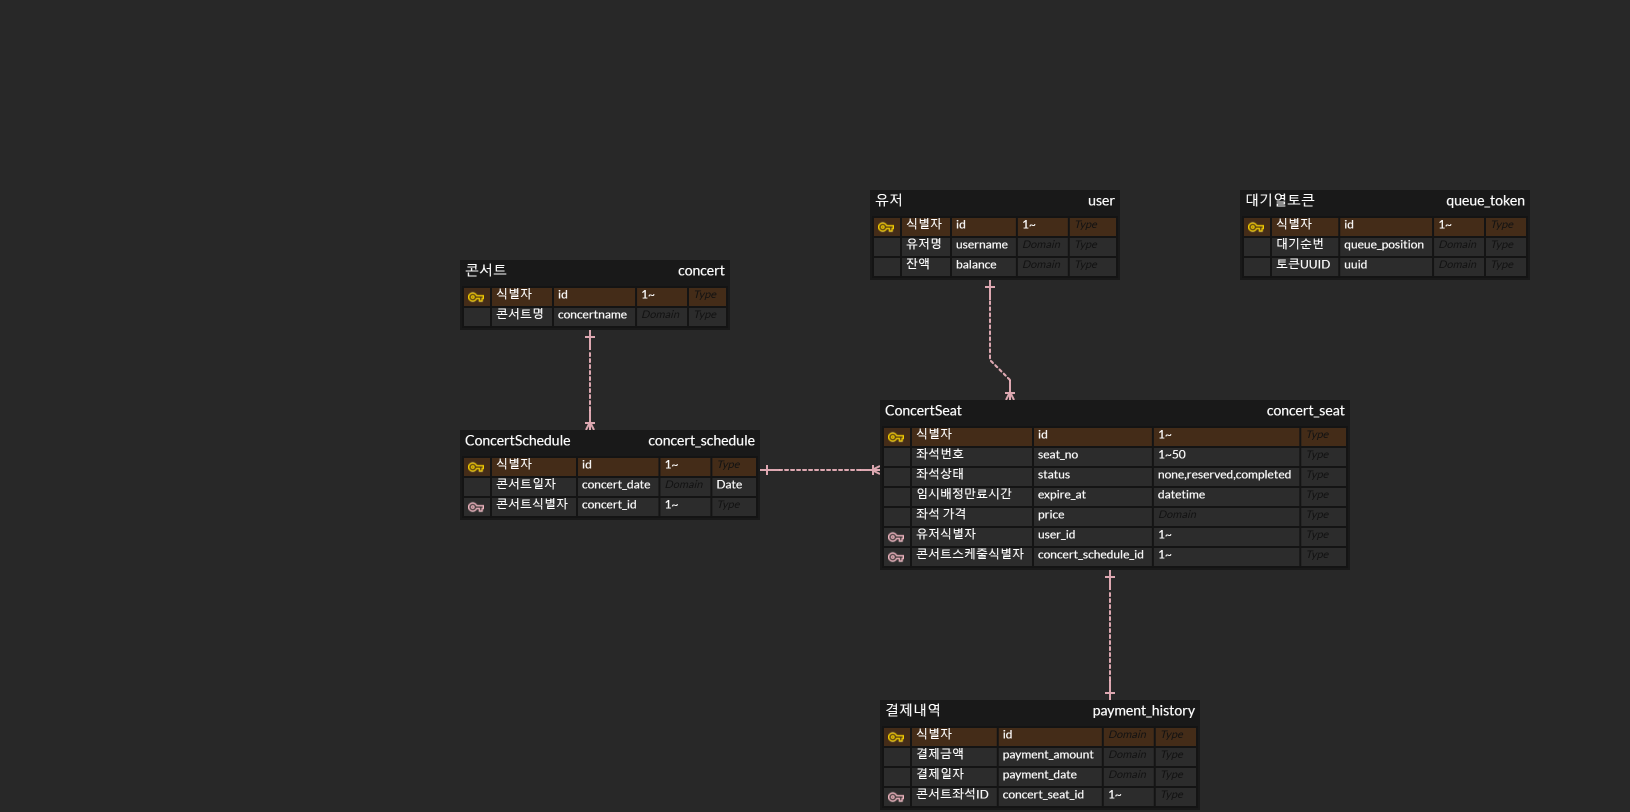 유저 user
식별자 id 1~ Type
유저명 username Domain Type
잔액 balance Domain Type
대기열토큰 queue_token
식별자 id 1~ Type
대기순번 queue_position Domain Type
토큰UUID uuid Domain Type
콘서트 concert
식별자 id 1~ Type
콘서트명 concertname Domain Type
ConcertSchedule concert_schedule
식별자 id 1~ Type
콘서트일자 concert_date Domain Date
콘서트식별자 concert_id 1~ Type
ConcertSeat concert_seat
식별자 id 1~ Type
좌석번호 seat_no 1~50 Type
좌석상태 status none,reserved,completed Type
임시배정만료시간 expire_at datetime Type
좌석 가격 price Domain Type
유저식별자 user_id 1~ Type
콘서트스케줄식별자 concert_schedule_id 1~ Type
결제내역 payment_history
식별자 id Domain Type
결제금액 payment_amount Domain Type
결제일자 payment_date Domain Type
콘서트좌석ID concert_seat_id 1~ Type